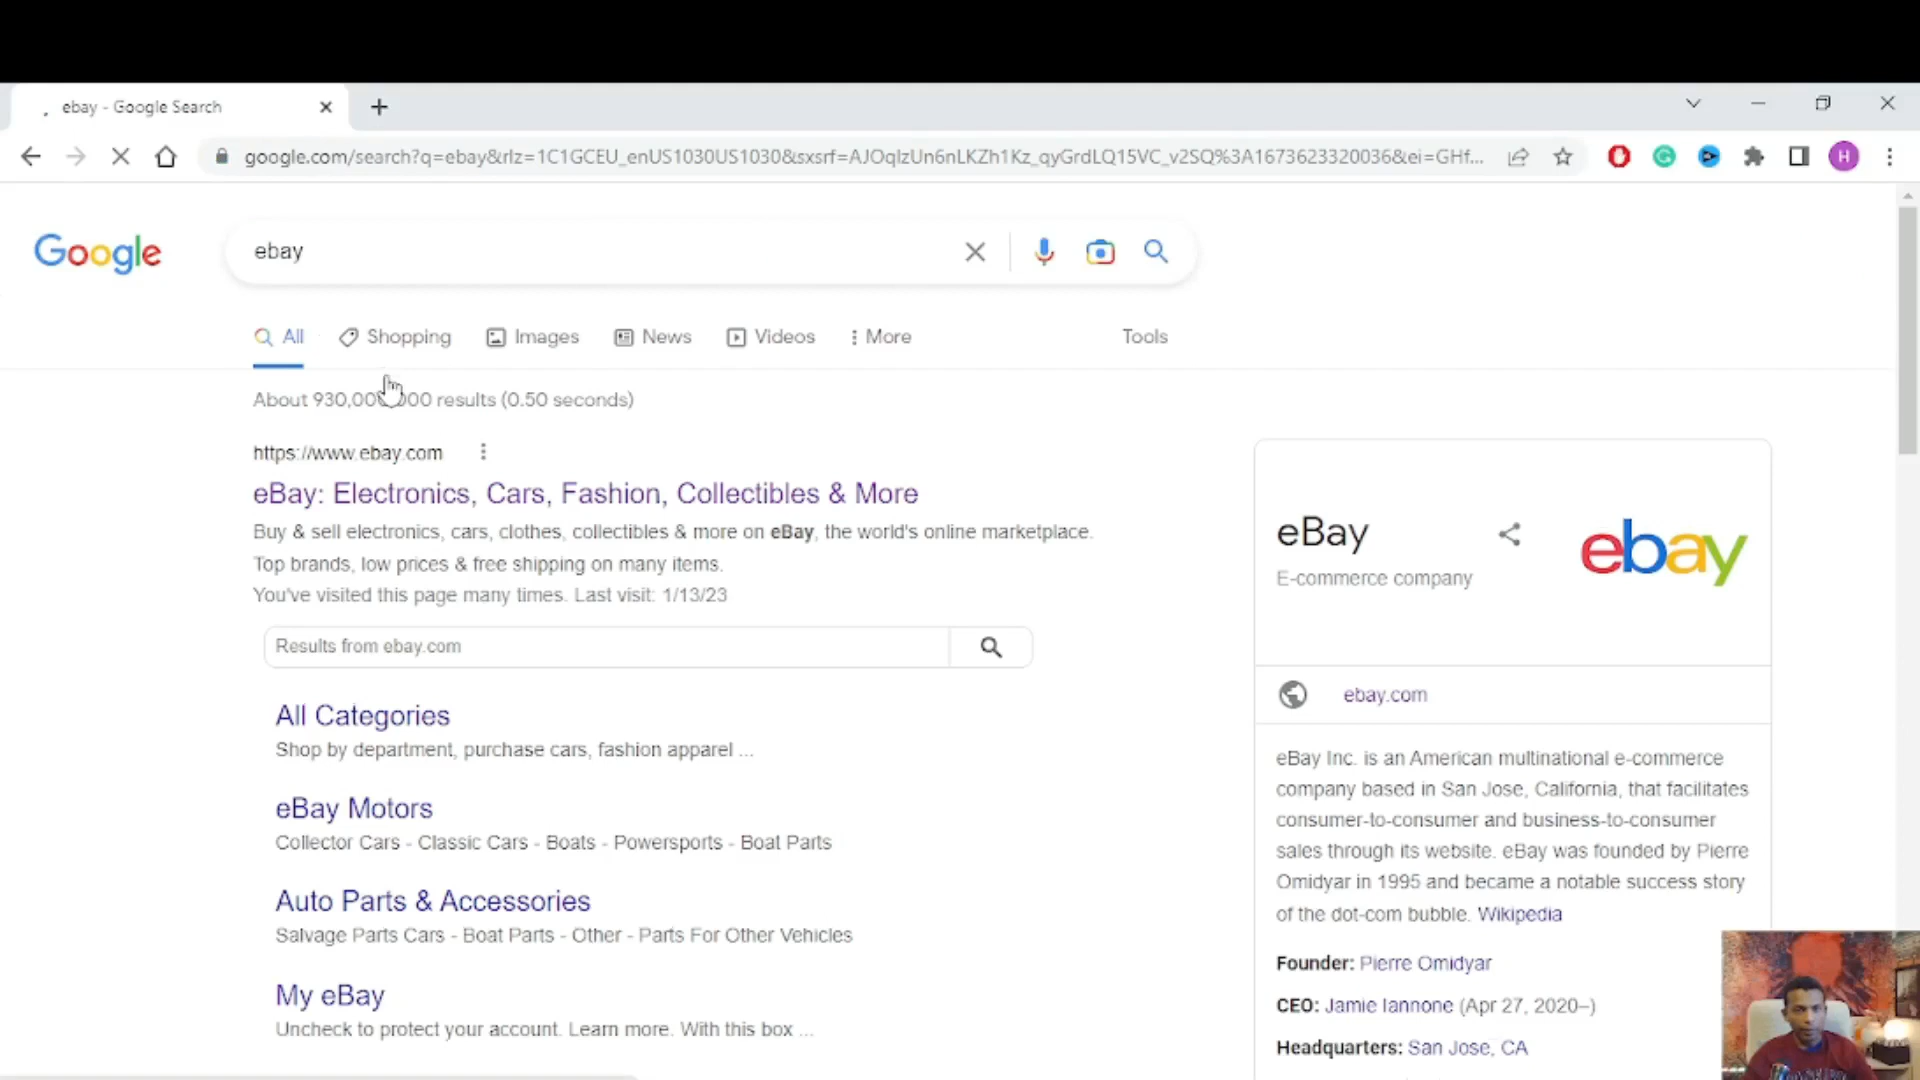 ebay - Google Search
google.com/search?q=ebay&rlz=1C1GCEU_enUS1030US1030&sxsrf=AJOqlzUn6nLKZh1Kz_qyGrdLQ15VC_v2SQ%3A1673623320036&ei=GHf...
H
Google
ebay
All
Shopping
Images
News
Videos
More
Tools
About 930,000,000 results (0.50 seconds)
https://www.ebay.com
eBay: Electronics, Cars, Fashion, Collectibles & More
Buy & sell electronics, cars, clothes, collectibles & more on eBay, the world's online marketplace.
Top brands, low prices & free shipping on many items.
You've visited this page many times. Last visit: 1/13/23
Results from ebay.com
All Categories
Shop by department, purchase cars, fashion apparel ...
eBay Motors
Collector Cars - Classic Cars - Boats - Powersports - Boat Parts
Auto Parts & Accessories
Salvage Parts Cars - Boat Parts - Other - Parts For Other Vehicles
My eBay
Uncheck to protect your account. Learn more. With this box ...
eBay
E-commerce company
ebay
ebay.com
eBay Inc. is an American multinational e-commerce
company based in San Jose, California, that facilitates
consumer-to-consumer and business-to-consumer
sales through its website. eBay was founded by Pierre
Omidyar in 1995 and became a notable success story
of the dot-com bubble. Wikipedia
Founder: Pierre Omidyar
CEO: Jamie Iannone (Apr 27, 2020–)
Headquarters: San Jose, CA